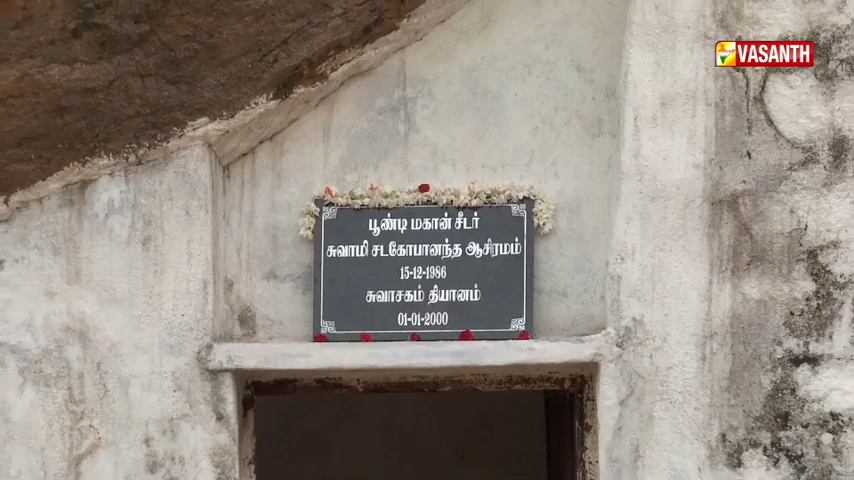 VASANTH
பூண்டி மகான் சீடர்
சுவாமி சடகோபானந்த ஆசிரமம்
15-12-1986
சுவாசகம் தியானம்
01-01-2000